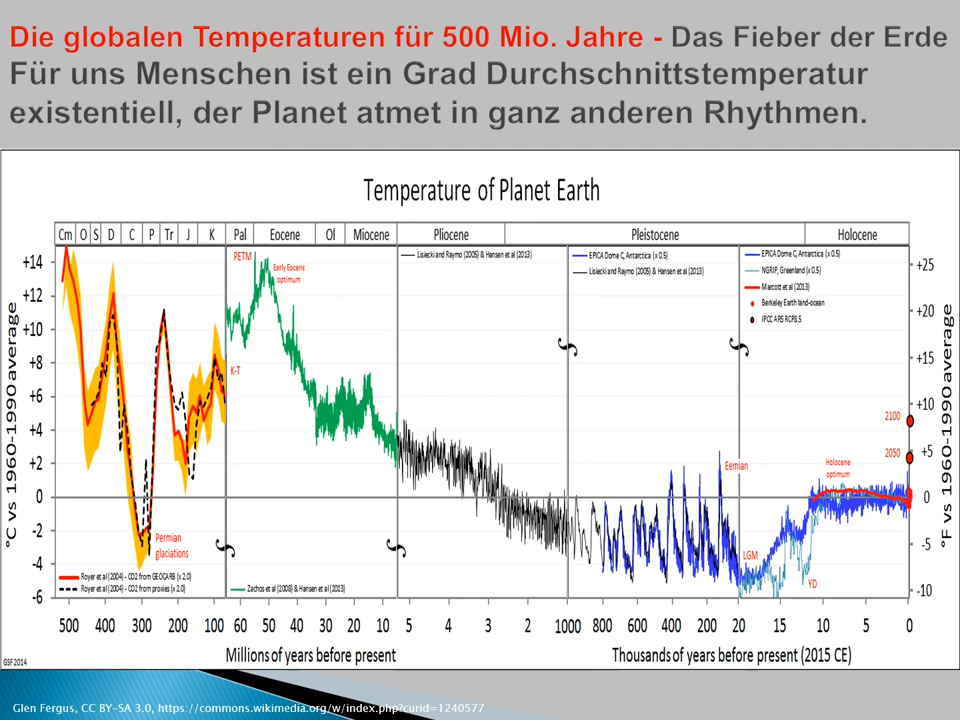 Die globalen Temperaturen für 500 Mio. Jahre - Das Fieber der Erde
Für uns Menschen ist ein Grad Durchschnittstemperatur
existentiell, der Planet atmet in ganz anderen Rhythmen.
Temperature of Planet Earth
Cm O S D C P Tr J K Pal Eocene Ol Miocene Pliocene Pleistocene Holocene
°C vs 1960-1990 average
+14
+12
+10
+8
+6
+4
+2
0
-2
-4
-6
PETM
Early Eocene
optimum
K-T
Permian
glaciations
Royer et al (2004) - CO2 from GEOCARB (x 2.0)
Royer et al (2004) - CO2 from proxies (x 2.0)
Zachos et al (2008) & Hansen et al (2013)
Lisiecki and Raymo (2005) & Hansen et al (2013)
EPICA Dome C, Antarctica (x 0.5)
Lisiecki and Raymo (2005) & Hansen et al (2013)
EPICA Dome C, Antarctica (x 0.5)
NGRIP, Greenland (x 0.5)
Marcott et al (2013)
Berkeley Earth land-ocean
IPCC AR5 RCP8.5
Eemian
LGM
YD
Holocene
optimum
2100
2050
+25
+20
+15
+10
+5
0
-5
-10
°F vs 1960-1990 average
500 400 300 200 100 60 50 40 30 20 10 5 4 3 2 1000 800 600 400 200 20 15 10 5 0
Millions of years before present
Thousands of years before present (2015 CE)
GSF 2014
Glen Fergus, CC BY-SA 3.0, https://commons.wikimedia.org/w/index.php?curid=1240577